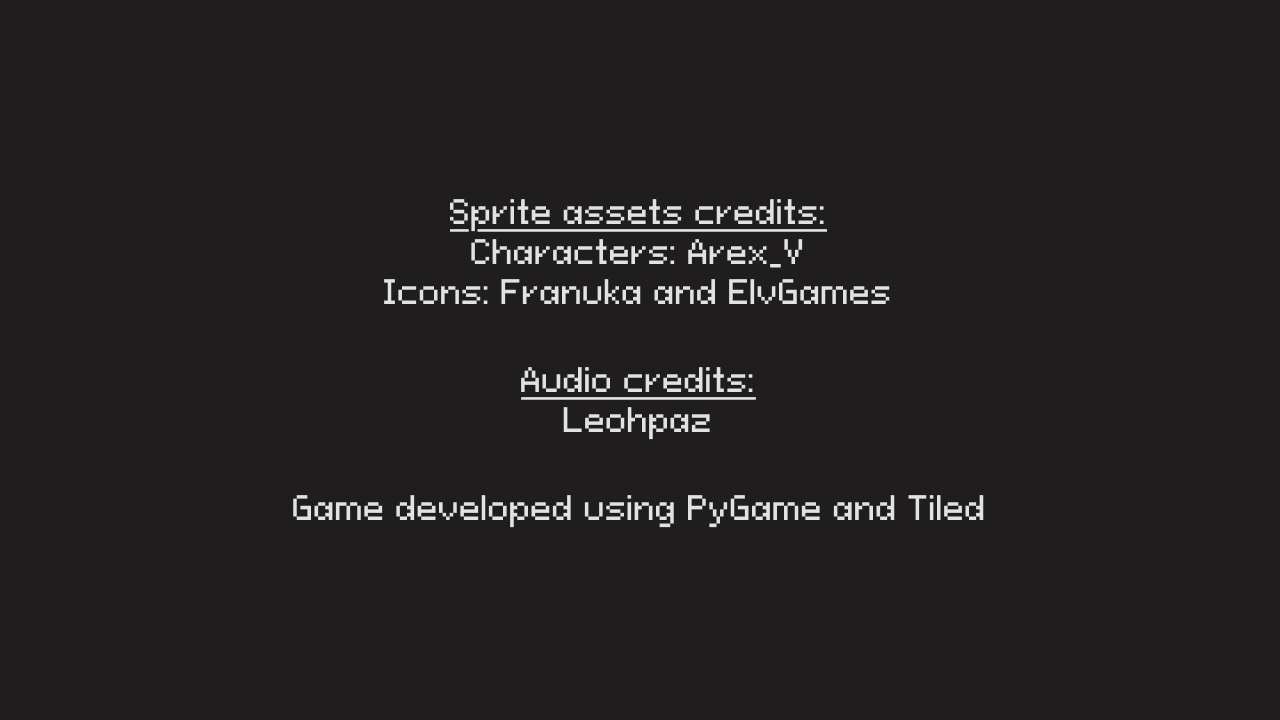 Sprite assets credits:
Characters: Arex_V
Icons: Franuka and ElvGames
Audio credits:
Leohpaz
Game developed using PyGame and Tiled